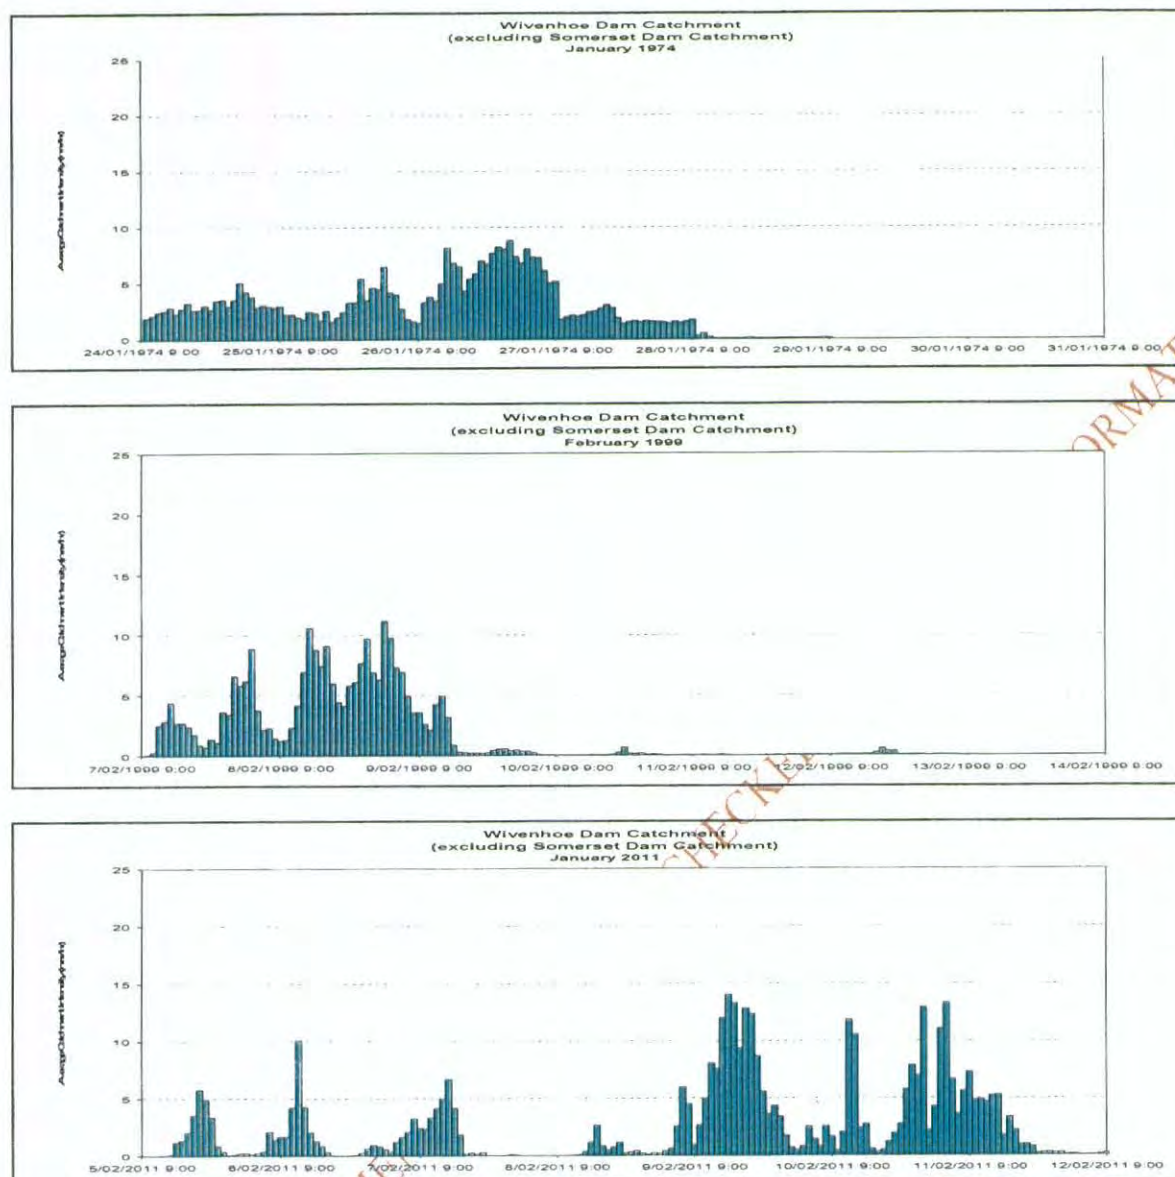 Wivenhoe Dam Catchment
(excluding Somerset Dam Catchment)
January 1974
25
20
15
10
5
0
24/01/1974 9:00 25/01/1974 9:00 26/01/1974 9:00 27/01/1974 9:00 28/01/1974 9:00 29/01/1974 9:00 30/01/1974 9:00 31/01/1974 9:00
ORMAT
Wivenhoe Dam Catchment
(excluding Somerset Dam Catchment)
February 1999
25
20
15
10
5
0
7/02/1999 9:00 8/02/1999 9:00 9/02/1999 9:00 10/02/1999 9:00 11/02/1999 9:00 12/02/1999 9:00 13/02/1999 9:00 14/02/1999 9:00
CHECKE
Wivenhoe Dam Catchment
(excluding Somerset Dam Catchment)
January 2011
25
20
15
10
5
0
5/02/2011 9:00 6/02/2011 9:00 7/02/2011 9:00 8/02/2011 9:00 9/02/2011 9:00 10/02/2011 9:00 11/02/2011 9:00 12/02/2011 9:00